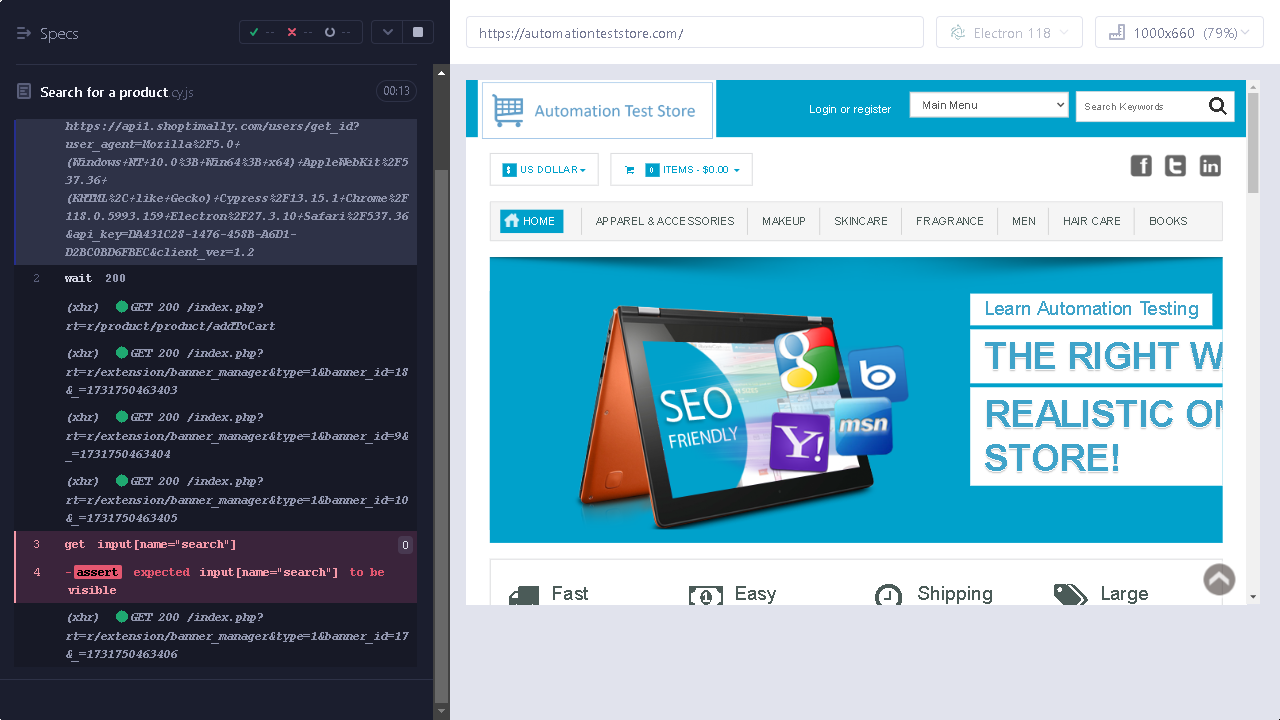 Specs
-- -- --
Search for a product.cy.js
00:13
https://api1.shoptimally.com/users/get_id?
user_agent=Mozilla%2F5.0+
(Windows+NT+10.0%3B+Win64%3B+x64)+AppleWebKit%2F5
37.36+
(KHTML%2C+like+Gecko)+Cypress%2F13.15.1+Chrome%2F
118.0.5993.159+Electron%2F27.3.10+Safari%2F537.36
&api_key=DA431C28-1476-458B-A6D1-
D2BC0BD6FBEC&client_ver=1.2
2 wait 200
(xhr) GET 200 /index.php?
rt=r/product/product/addToCart
(xhr) GET 200 /index.php?
rt=r/extension/banner_manager&type=1&banner_id=18
&_=1731750463403
(xhr) GET 200 /index.php?
rt=r/extension/banner_manager&type=1&banner_id=9&
_=1731750463404
(xhr) GET 200 /index.php?
rt=r/extension/banner_manager&type=1&banner_id=10
&_=1731750463405
3 get input[name="search"] 0
4 -assert expected input[name="search"] to be
visible
(xhr) GET 200 /index.php?
rt=r/extension/banner_manager&type=1&banner_id=17
&_=1731750463406
https://automationteststore.com/
Electron 118
1000x660 (79%)
Automation Test Store
Login or register
Main Menu
Search Keywords
$ US DOLLAR
0 ITEMS - $0.00
f t in
HOME APPAREL & ACCESSORIES MAKEUP SKINCARE FRAGRANCE MEN HAIR CARE BOOKS
SEO
FRIENDLY
g
b
Y!
msn
Learn Automation Testing
THE RIGHT W
REALISTIC ON
STORE!
Fast Easy Shipping Large